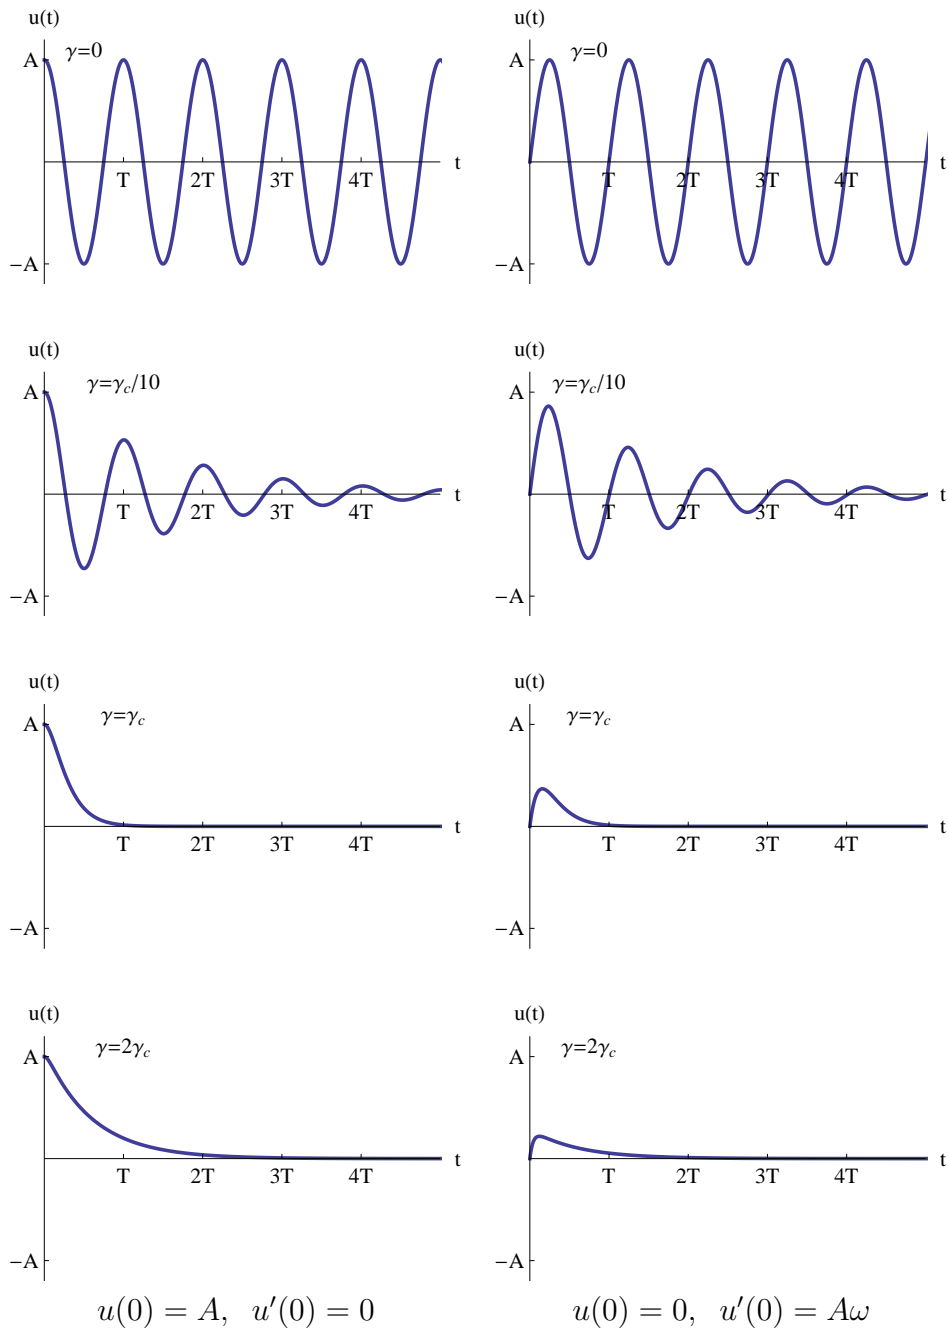 u(t)
γ=0
A
t
T 2T 3T 4T
−A
u(t)
γ=0
A
t
T 2T 3T 4T
−A
u(t)
γ=γc/10
A
t
T 2T 3T 4T
−A
u(t)
γ=γc/10
A
t
T 2T 3T 4T
−A
u(t)
γ=γc
A
t
T 2T 3T 4T
−A
u(t)
γ=γc
A
t
T 2T 3T 4T
−A
u(t)
γ=2γc
A
t
T 2T 3T 4T
−A
u(t)
γ=2γc
A
t
T 2T 3T 4T
−A
u(0) = A, u′(0) = 0
u(0) = 0, u′(0) = Aω